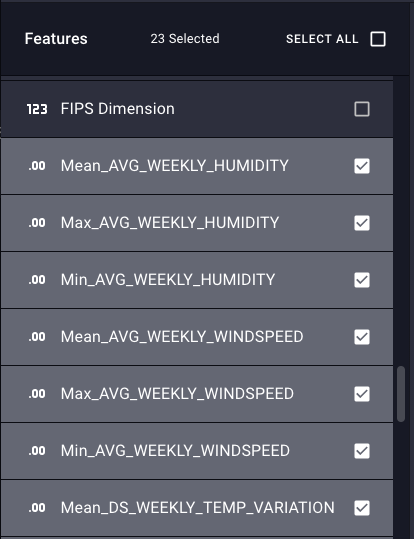 Features 23 Selected SELECT ALL
123 FIPS Dimension
.00 Mean_AVG_WEEKLY_HUMIDITY
.00 Max_AVG_WEEKLY_HUMIDITY
.00 Min_AVG_WEEKLY_HUMIDITY
.00 Mean_AVG_WEEKLY_WINDSPEED
.00 Max_AVG_WEEKLY_WINDSPEED
.00 Min_AVG_WEEKLY_WINDSPEED
.00 Mean_DS_WEEKLY_TEMP_VARIATION